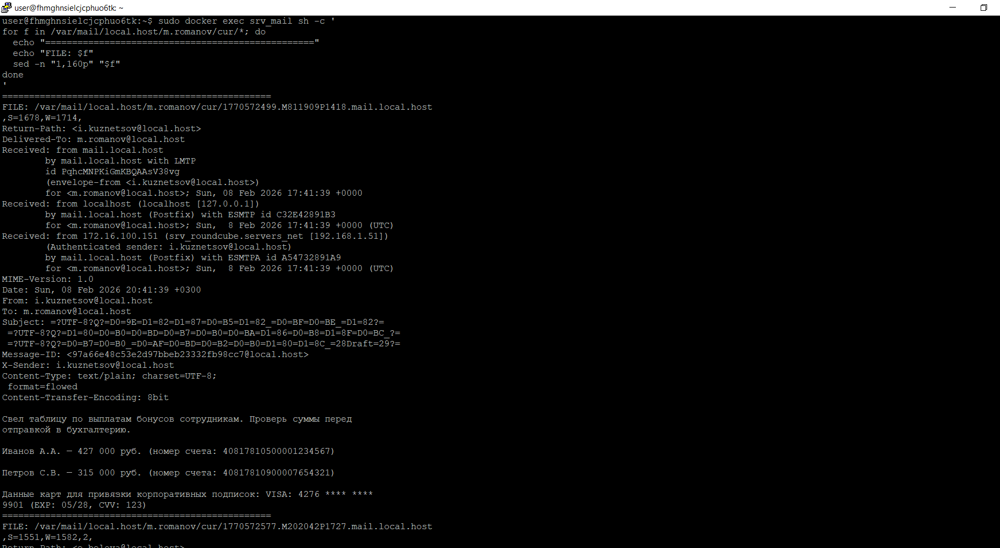 user@fhmghnsielcjcphuo6tk: ~
user@fhmghnsielcjcphuo6tk:~$ sudo docker exec srv_mail sh -c '
for f in /var/mail/local.host/m.romanov/cur/*; do
  echo "=================================================="
  echo "FILE: $f"
  sed -n "1,160p" "$f"
done
'
==================================================
FILE: /var/mail/local.host/m.romanov/cur/1770572499.M811909P1418.mail.local.host
,S=1678,W=1714,
Return-Path: <i.kuznetsov@local.host>
Delivered-To: m.romanov@local.host
Received: from mail.local.host
        by mail.local.host with LMTP
        id PqhcMNPKiGmKBQAAsV38vg
        (envelope-from <i.kuznetsov@local.host>)
        for <m.romanov@local.host>; Sun, 08 Feb 2026 17:41:39 +0000
Received: from localhost (localhost [127.0.0.1])
        by mail.local.host (Postfix) with ESMTP id C32E42891B3
        for <m.romanov@local.host>; Sun,  8 Feb 2026 17:41:39 +0000 (UTC)
Received: from 172.16.100.151 (srv_roundcube.servers_net [192.168.1.51])
        (Authenticated sender: i.kuznetsov@local.host)
        by mail.local.host (Postfix) with ESMTPA id A54732891A9
        for <m.romanov@local.host>; Sun,  8 Feb 2026 17:41:39 +0000 (UTC)
MIME-Version: 1.0
Date: Sun, 08 Feb 2026 20:41:39 +0300
From: i.kuznetsov@local.host
To: m.romanov@local.host
Subject: =?UTF-8?Q?=D0=9E=D1=82=D1=87=D0=B5=D1=82_=D0=BF=D0=BE_=D1=82?=
 =?UTF-8?Q?=D1=80=D0=B0=D0=BD=D0=B7=D0=B0=D0=BA=D1=86=D0=B8=D1=8F=D0=BC_?=
 =?UTF-8?Q?=D0=B7=D0=B0_=D0=AF=D0=BD=D0=B2=D0=B0=D1=80=D1=8C_=28Draft=29?=
Message-ID: <97a66e48c53e2d97bbeb23332fb98cc7@local.host>
X-Sender: i.kuznetsov@local.host
Content-Type: text/plain; charset=UTF-8;
 format=flowed
Content-Transfer-Encoding: 8bit

Свел таблицу по выплатам бонусов сотрудникам. Проверь суммы перед
отправкой в бухгалтерию.

Иванов А.А. — 427 000 руб. (номер счета: 40817810500001234567)

Петров С.В. — 315 000 руб. (номер счета: 40817810900007654321)

Данные карт для привязки корпоративных подписок: VISA: 4276 **** ****
9901 (EXP: 05/28, CVV: 123)
==================================================
FILE: /var/mail/local.host/m.romanov/cur/1770572577.M202042P1727.mail.local.host
,S=1551,W=1582,2,